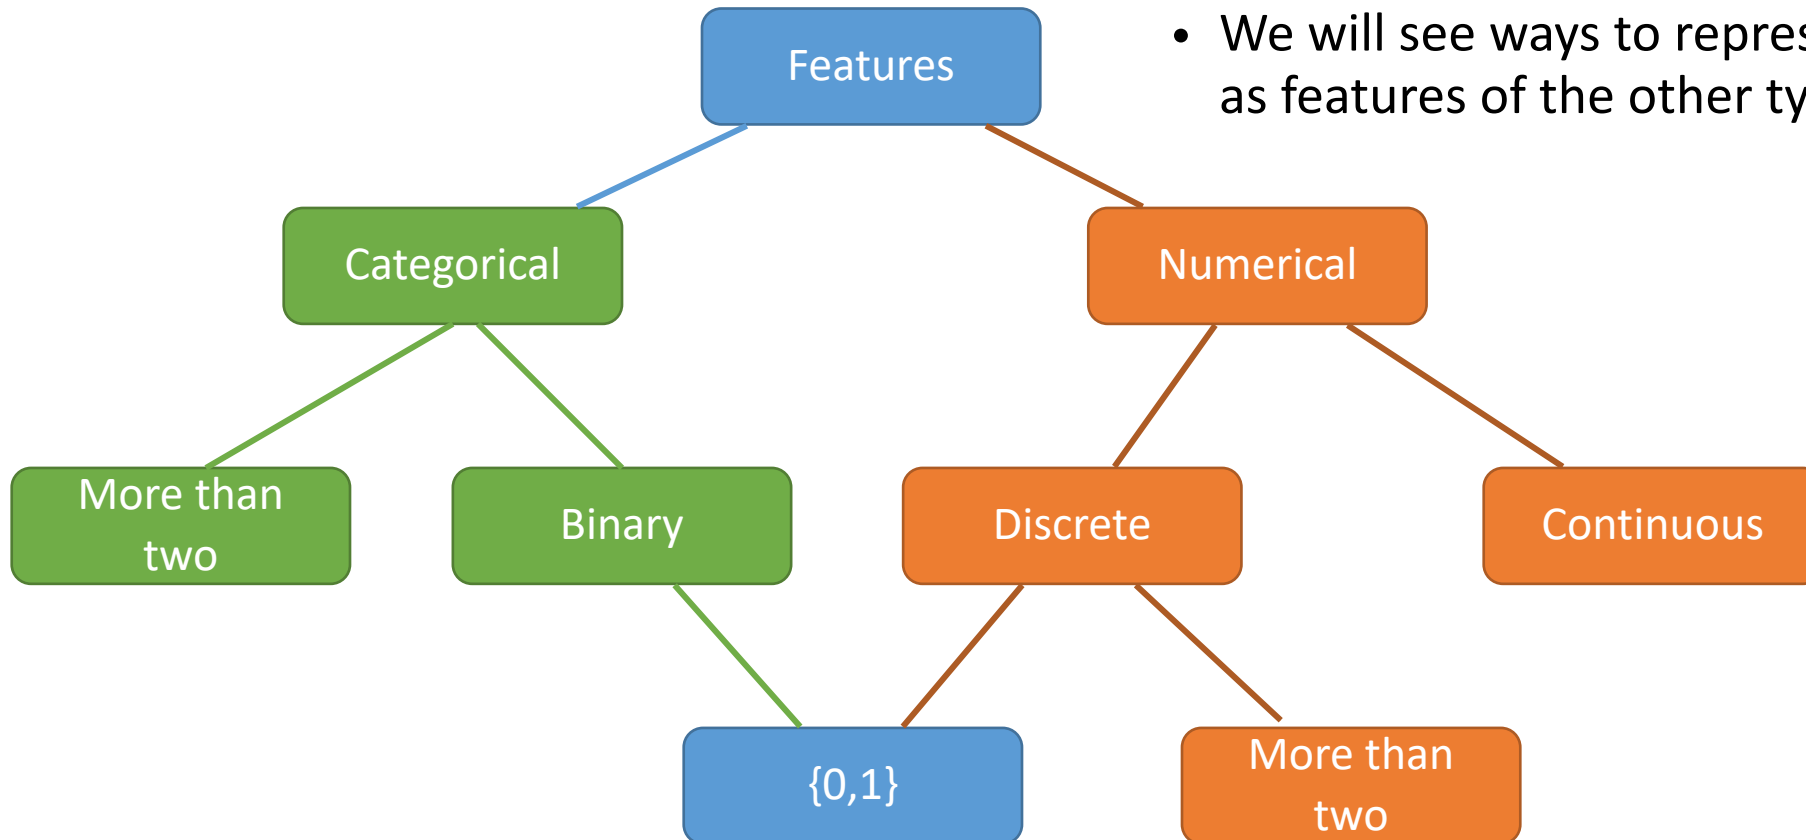 Features
• We will see ways to repres
as features of the other ty
Categorical
Numerical
More than
two
Binary
Discrete
Continuous
{0,1}
More than
two